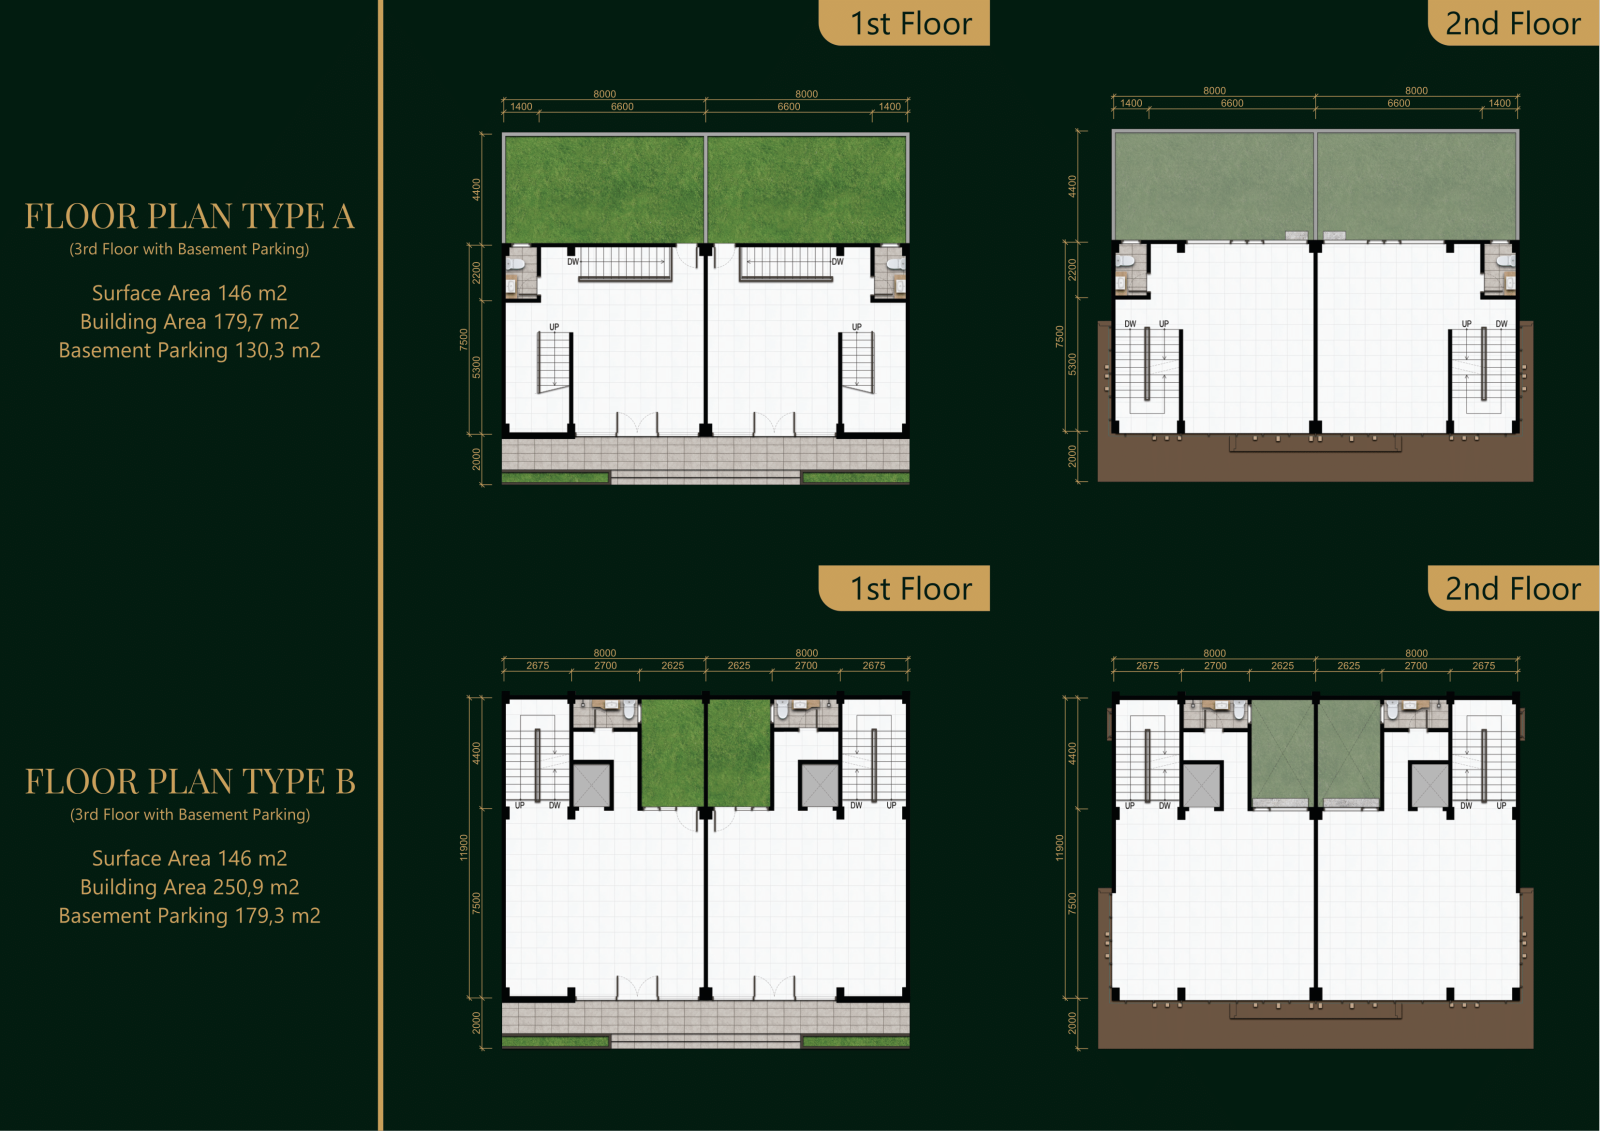 1st Floor
2nd Floor
FLOOR PLAN TYPE A
(3rd Floor with Basement Parking)
Surface Area 146 m2
Building Area 179,7 m2
Basement Parking 130,3 m2
8000 8000
1400 6600 6600 1400
4400
2200
7500
5300
2000
DW DW
UP UP
8000 8000
1400 6600 6600 1400
4400
2200
7500
5300
2000
DW UP UP DW
1st Floor
2nd Floor
FLOOR PLAN TYPE B
(3rd Floor with Basement Parking)
Surface Area 146 m2
Building Area 250,9 m2
Basement Parking 179,3 m2
8000 8000
2675 2700 2625 2625 2700 2675
4400
11900
7500
2000
UP DW DW UP
8000 8000
2675 2700 2625 2625 2700 2675
4400
11900
7500
2000
UP DW DW UP